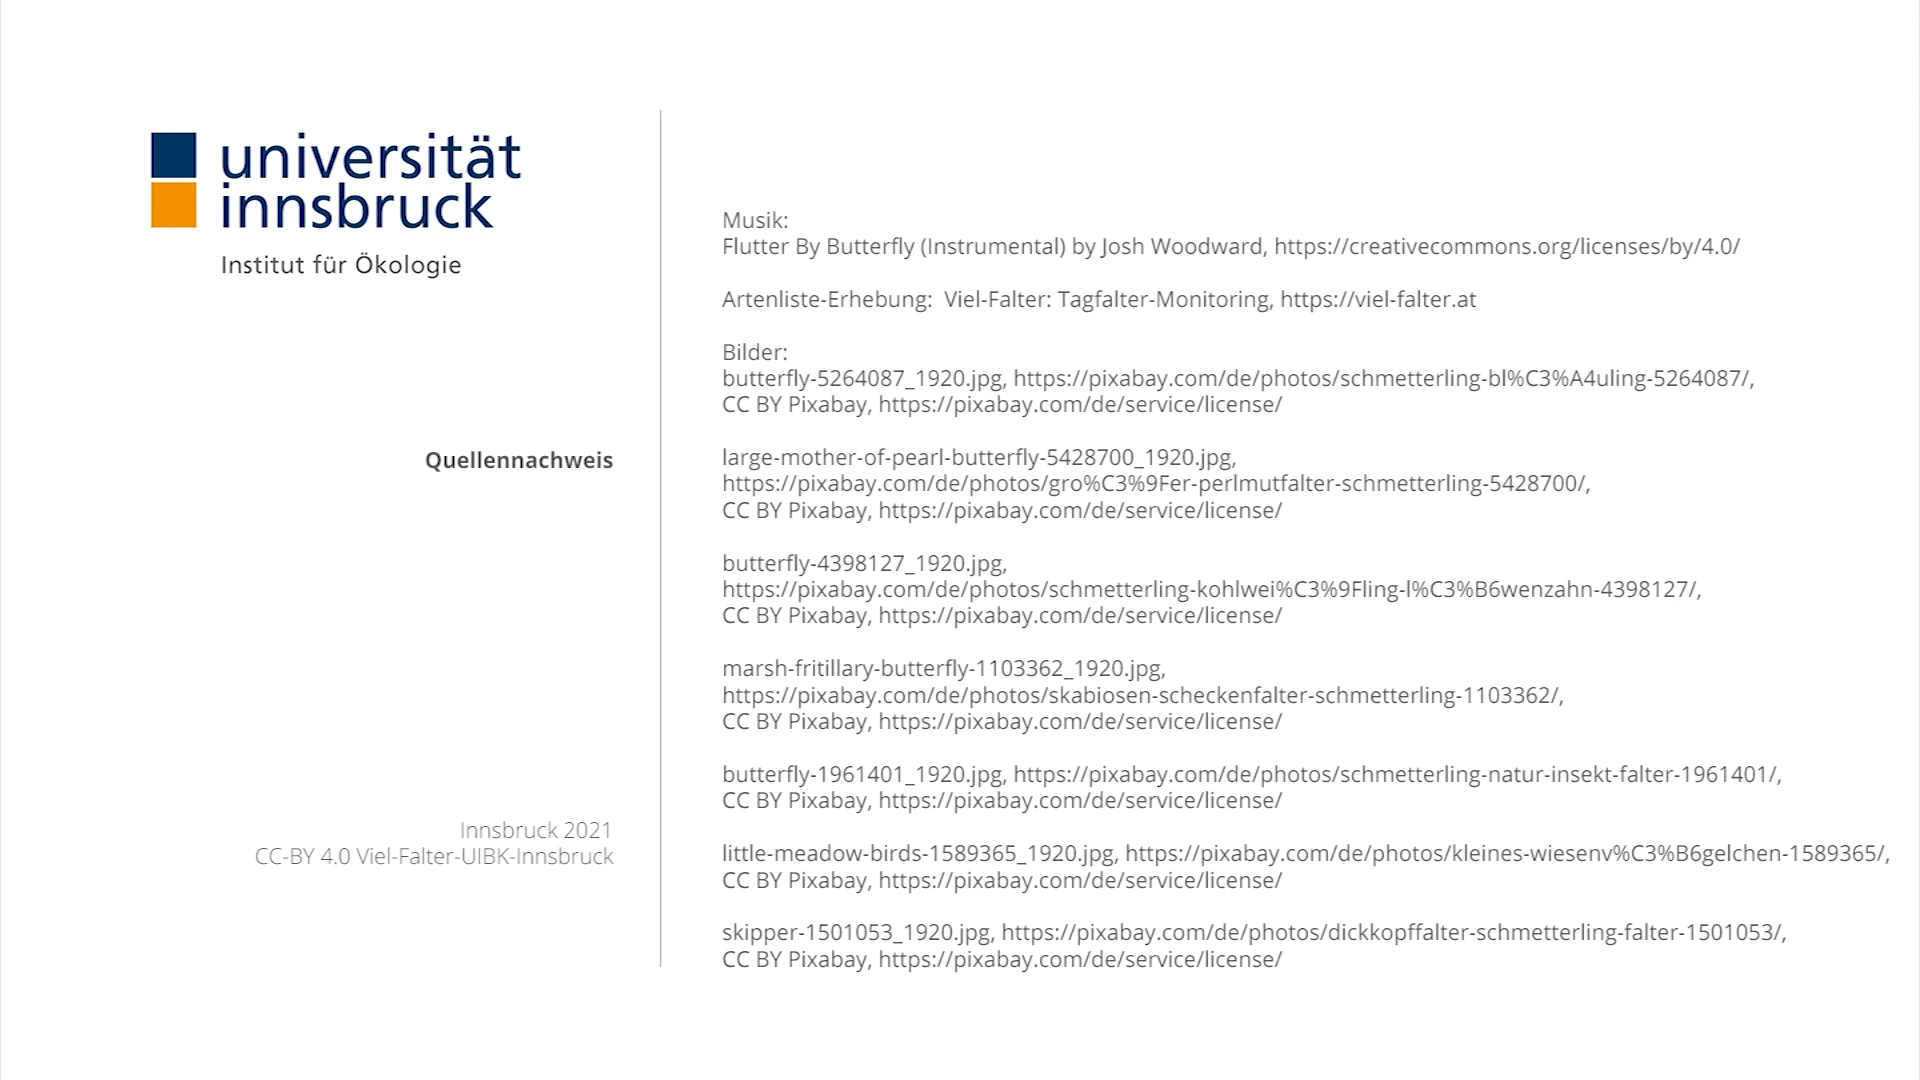 universität
innsbruck
Institut für Ökologie
Quellennachweis
Innsbruck 2021
CC-BY 4.0 Viel-Falter-UIBK-Innsbruck
Musik:
Flutter By Butterfly (Instrumental) by Josh Woodward, https://creativecommons.org/licenses/by/4.0/
Artenliste-Erhebung:  Viel-Falter: Tagfalter-Monitoring, https://viel-falter.at
Bilder:
butterfly-5264087_1920.jpg, https://pixabay.com/de/photos/schmetterling-bl%C3%A4uling-5264087/,
CC BY Pixabay, https://pixabay.com/de/service/license/
large-mother-of-pearl-butterfly-5428700_1920.jpg,
https://pixabay.com/de/photos/gro%C3%9Fer-perlmutfalter-schmetterling-5428700/,
CC BY Pixabay, https://pixabay.com/de/service/license/
butterfly-4398127_1920.jpg,
https://pixabay.com/de/photos/schmetterling-kohlwei%C3%9Fling-l%C3%B6wenzahn-4398127/,
CC BY Pixabay, https://pixabay.com/de/service/license/
marsh-fritillary-butterfly-1103362_1920.jpg,
https://pixabay.com/de/photos/skabiosen-scheckenfalter-schmetterling-1103362/,
CC BY Pixabay, https://pixabay.com/de/service/license/
butterfly-1961401_1920.jpg, https://pixabay.com/de/photos/schmetterling-natur-insekt-falter-1961401/,
CC BY Pixabay, https://pixabay.com/de/service/license/
little-meadow-birds-1589365_1920.jpg, https://pixabay.com/de/photos/kleines-wiesenv%C3%B6gelchen-1589365/,
CC BY Pixabay, https://pixabay.com/de/service/license/
skipper-1501053_1920.jpg, https://pixabay.com/de/photos/dickkopffalter-schmetterling-falter-1501053/,
CC BY Pixabay, https://pixabay.com/de/service/license/